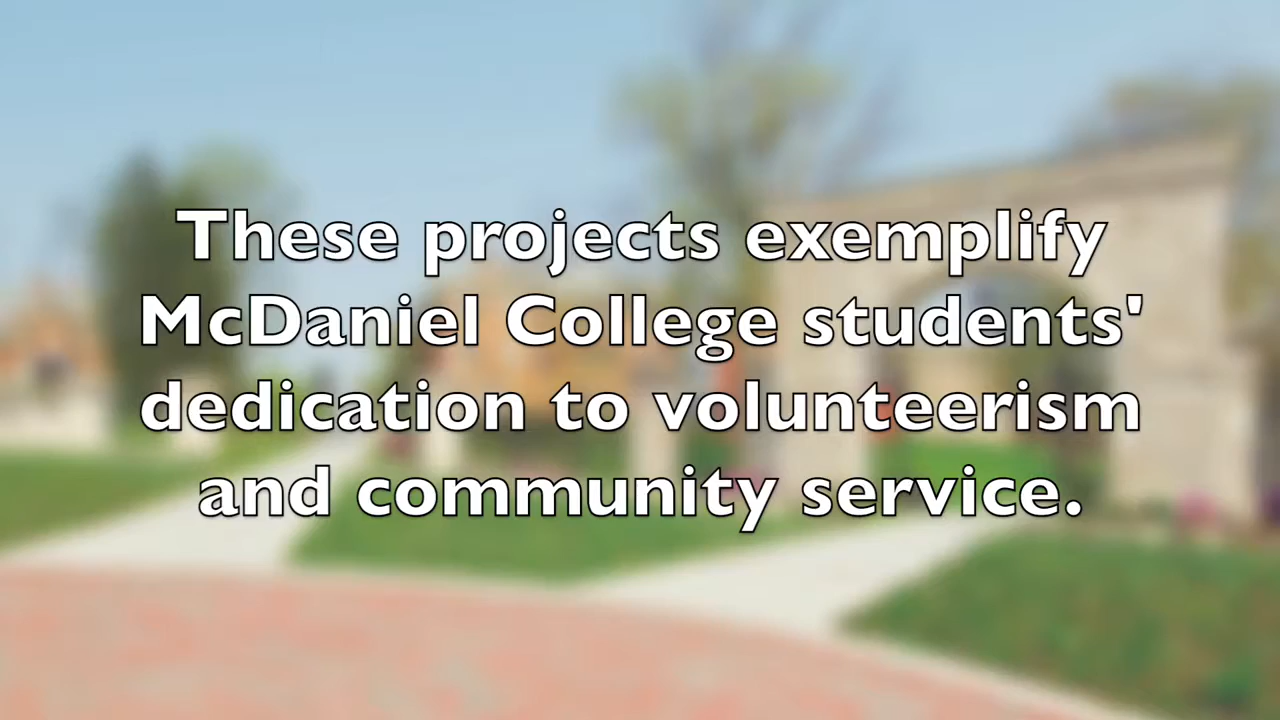 These projects exemplify
McDaniel College students'
dedication to volunteerism
and community service.